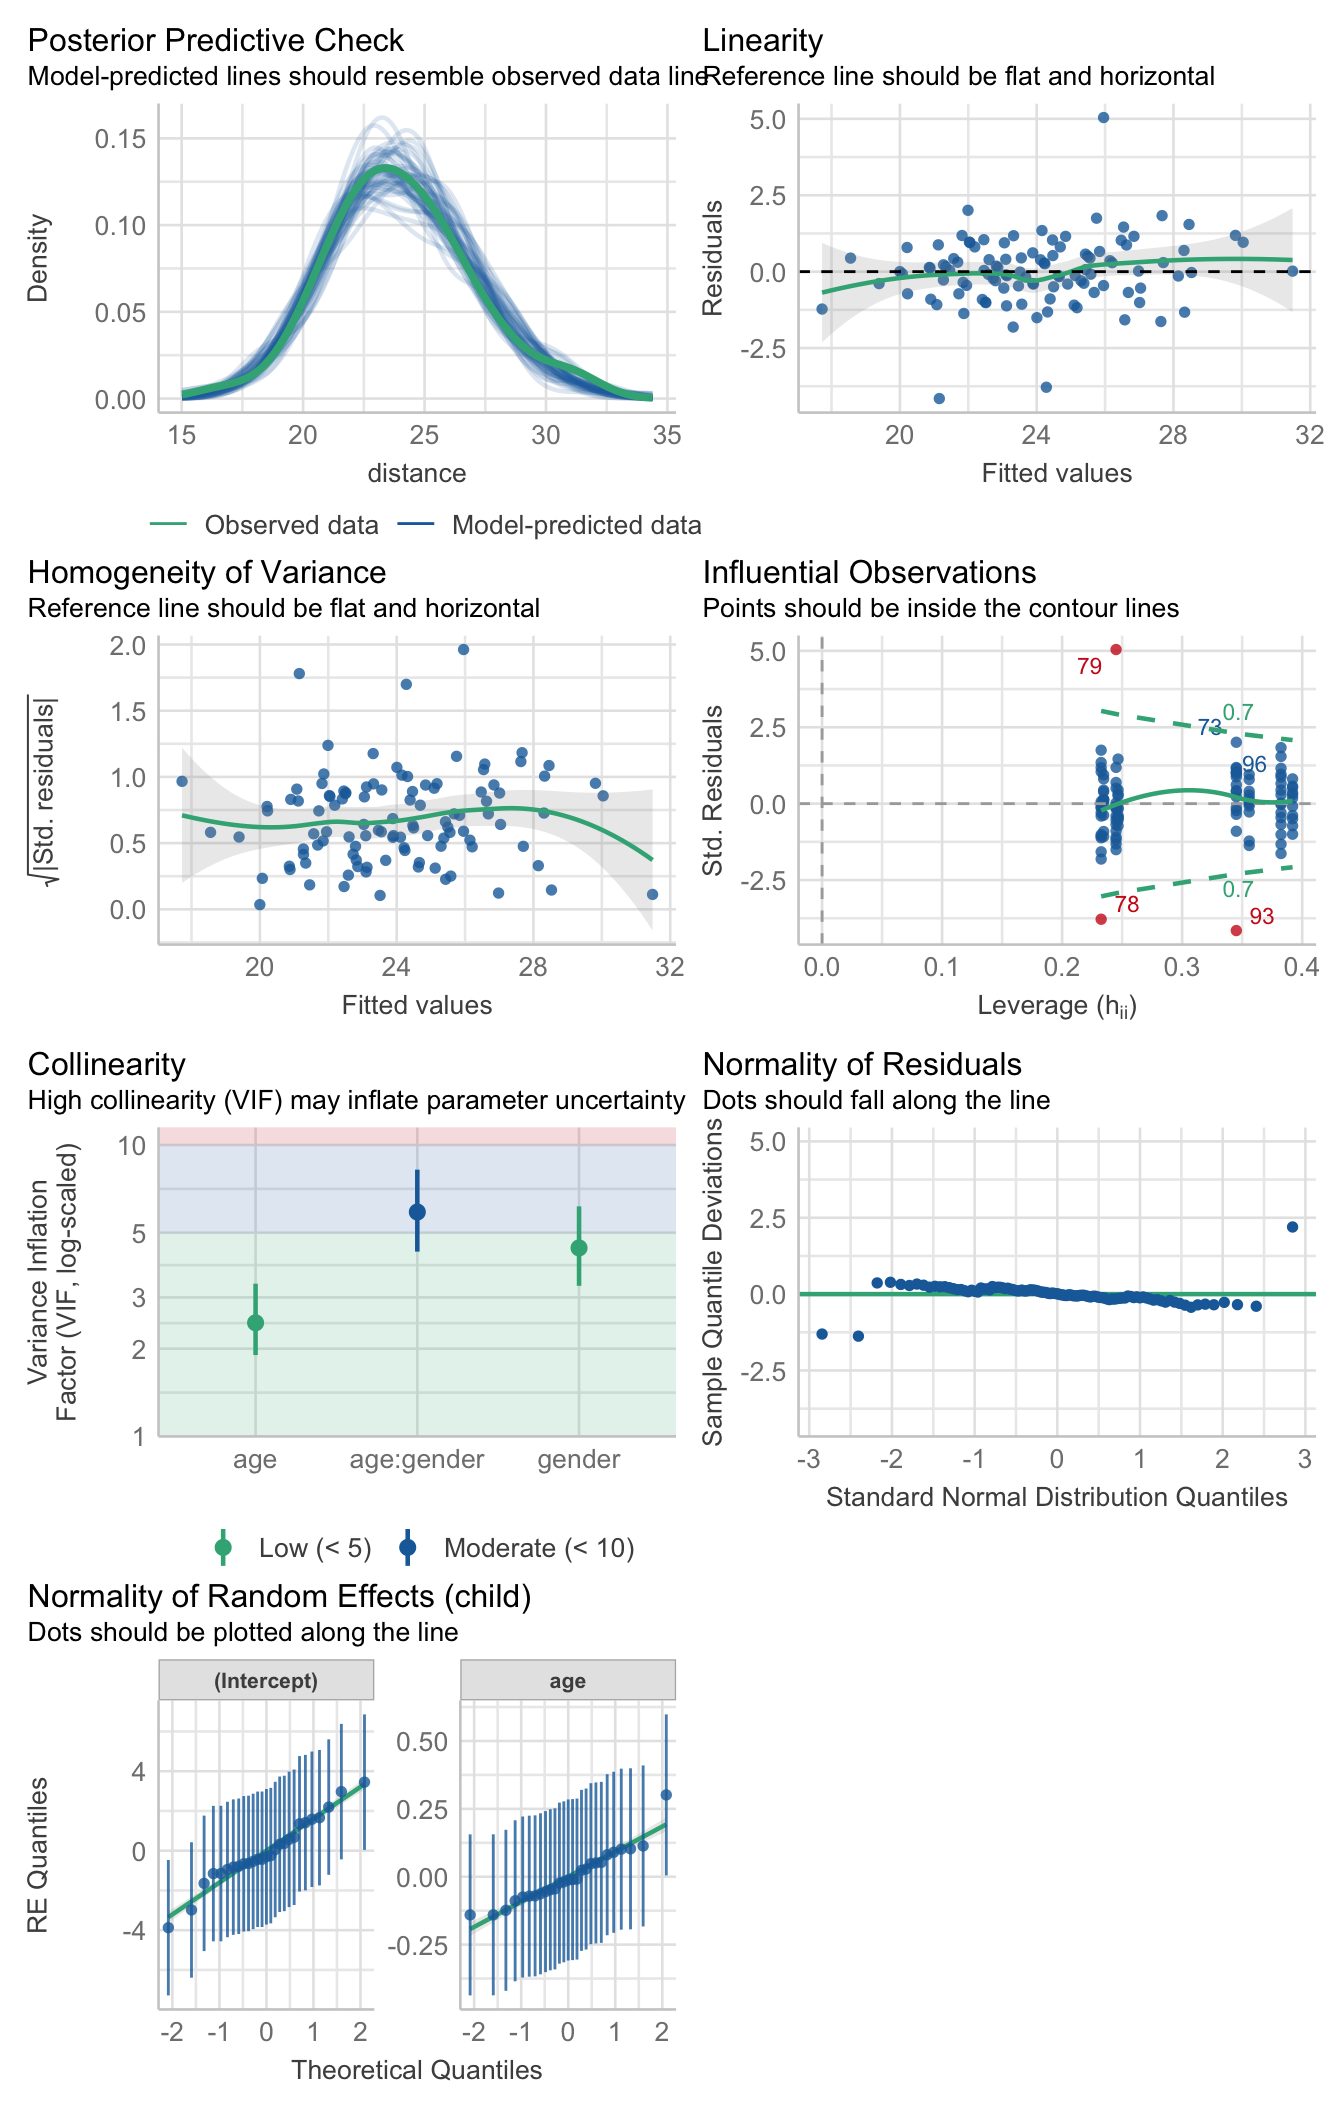 Posterior Predictive Check
Model-predicted lines should resemble observed data line
Density
0.15
0.10
0.05
0.00
15 20 25 30 35
distance
Observed data Model-predicted data
Linearity
Reference line should be flat and horizontal
Residuals
5.0
2.5
0.0
-2.5
20 24 28 32
Fitted values
Homogeneity of Variance
Reference line should be flat and horizontal
√|Std. residuals|
2.0
1.5
1.0
0.5
0.0
20 24 28 32
Fitted values
Influential Observations
Points should be inside the contour lines
Std. Residuals
5.0
2.5
0.0
-2.5
79
0.7
73
96
0.7
78
93
0.0 0.1 0.2 0.3 0.4
Leverage (hii)
Collinearity
High collinearity (VIF) may inflate parameter uncertainty
Variance Inflation
Factor (VIF, log-scaled)
10
5
3
2
1
age age:gender gender
Low (< 5) Moderate (< 10)
Normality of Residuals
Dots should fall along the line
Sample Quantile Deviations
5.0
2.5
0.0
-2.5
-3 -2 -1 0 1 2 3
Standard Normal Distribution Quantiles
Normality of Random Effects (child)
Dots should be plotted along the line
RE Quantiles
(Intercept)
4
0
-4
-2 -1 0 1 2
age
0.50
0.25
0.00
-0.25
-2 -1 0 1 2
Theoretical Quantiles